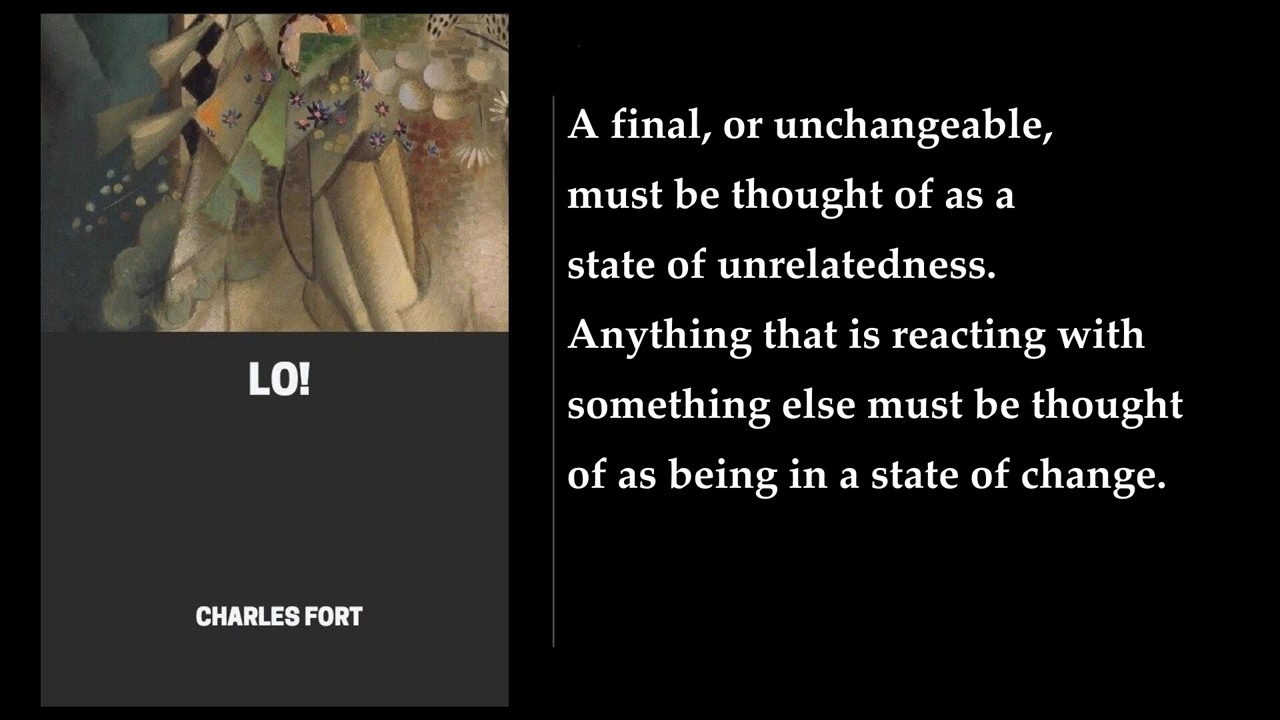 LO!
CHARLES FORT
A final, or unchangeable,
must be thought of as a
state of unrelatedness.
Anything that is reacting with
something else must be thought
of as being in a state of change.